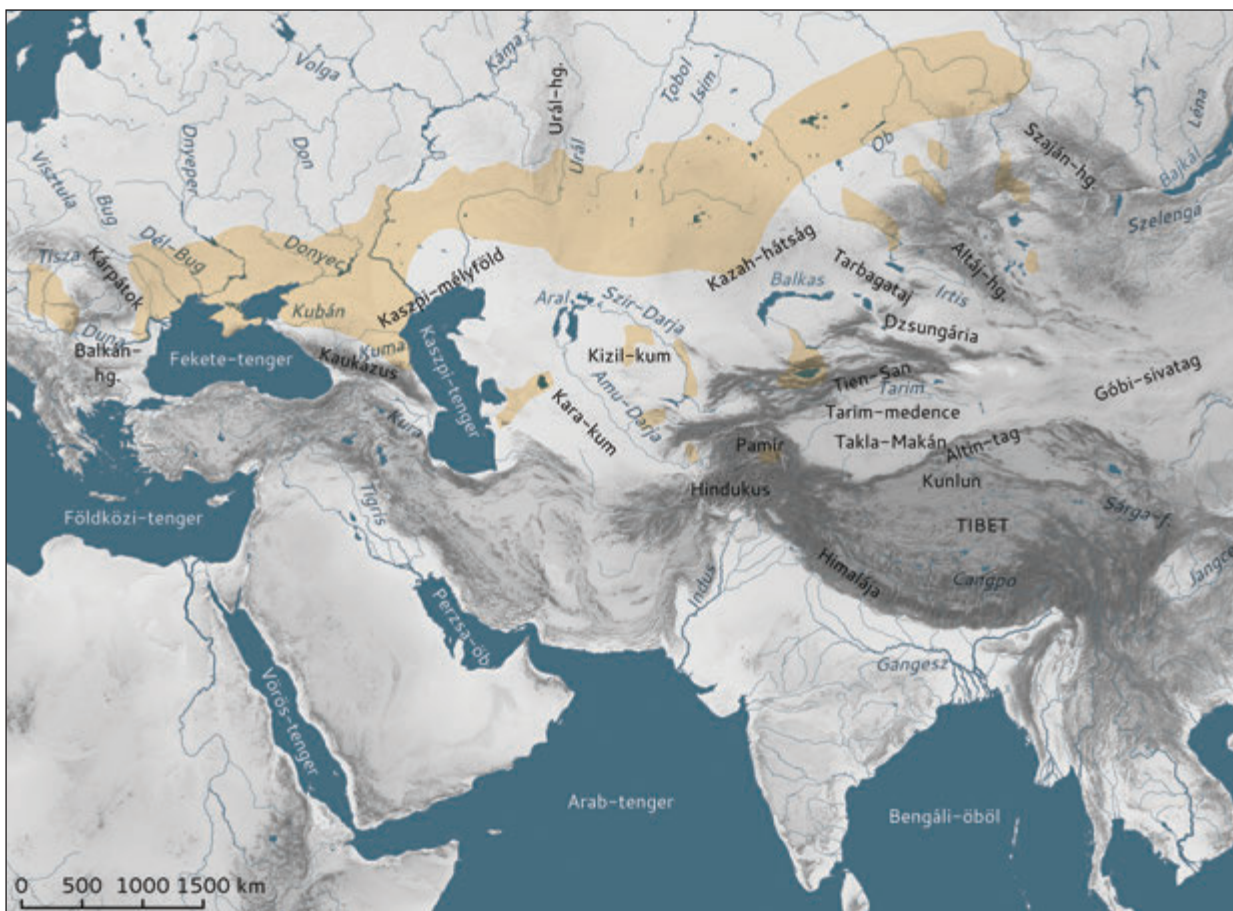 Volga
Káma
Urál-hg.
Tobol
Isim
Ob
Szaján-hg.
Léna
Bajkál
Szelenga
Visztula
Bug
Dnyeper
Don
Urál
Tisza
Kárpátok
Dél-Bug
Donyec
Kaszpi-mélyföld
Kazah-hátság
Tarbagataj
Altáj-hg.
Irtis
Duna
Balkán-
hg.
Fekete-tenger
Kubán
Kuma
Kaukázus
Kaszpi-tenger
Aral
Szir-Darja
Balkas
Dzsungária
Kizil-kum
Amu-Darja
Kara-kum
Tien-San
Tarim
Tarim-medence
Góbi-sivatag
Kura
Pamír
Takla-Makán
Altin-tag
Hindukus
Kunlun
Sárga-f.
Földközi-tenger
Tigris
TIBET
Jangce
Indus
Himalája
Cangpo
Perzsa-öb
Gangesz
Vörös-tenger
Arab-tenger
Bengáli-öböl
0 500 1000 1500 km